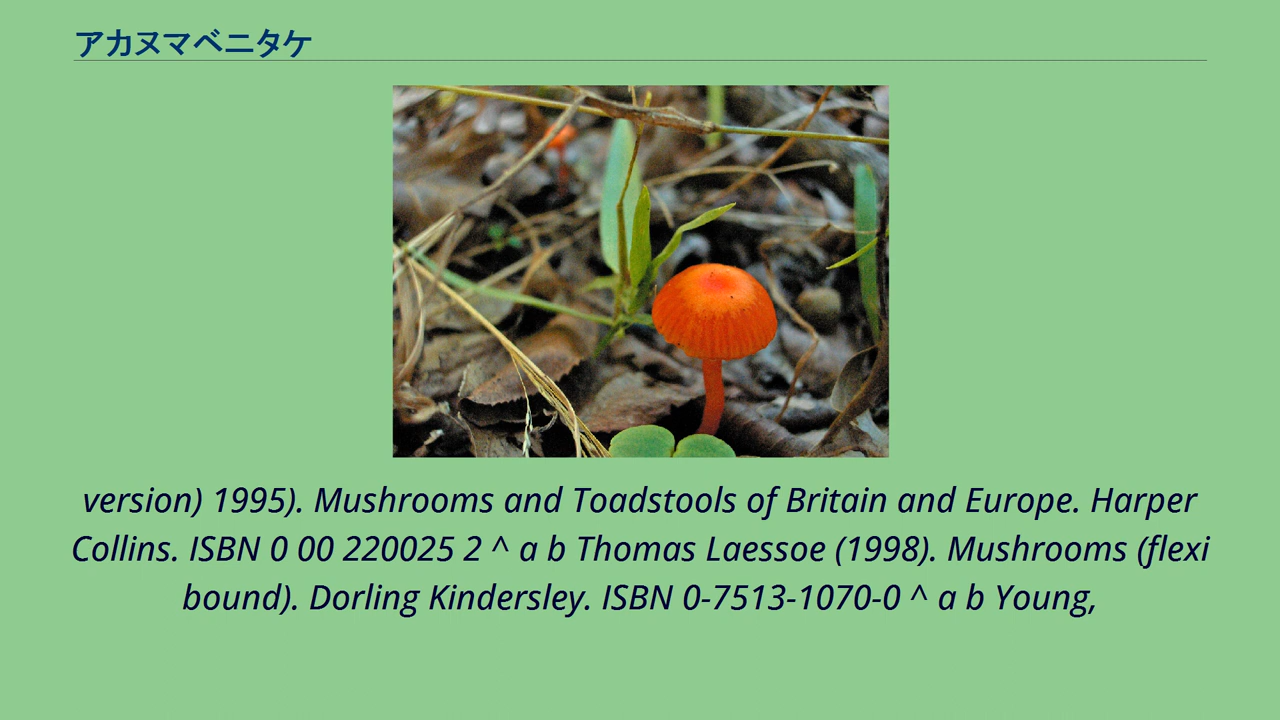 アカヌマベニタケ
version) 1995). Mushrooms and Toadstools of Britain and Europe. Harper
Collins. ISBN 0 00 220025 2 ^ a b Thomas Laessoe (1998). Mushrooms (flexi
bound). Dorling Kindersley. ISBN 0-7513-1070-0 ^ a b Young,